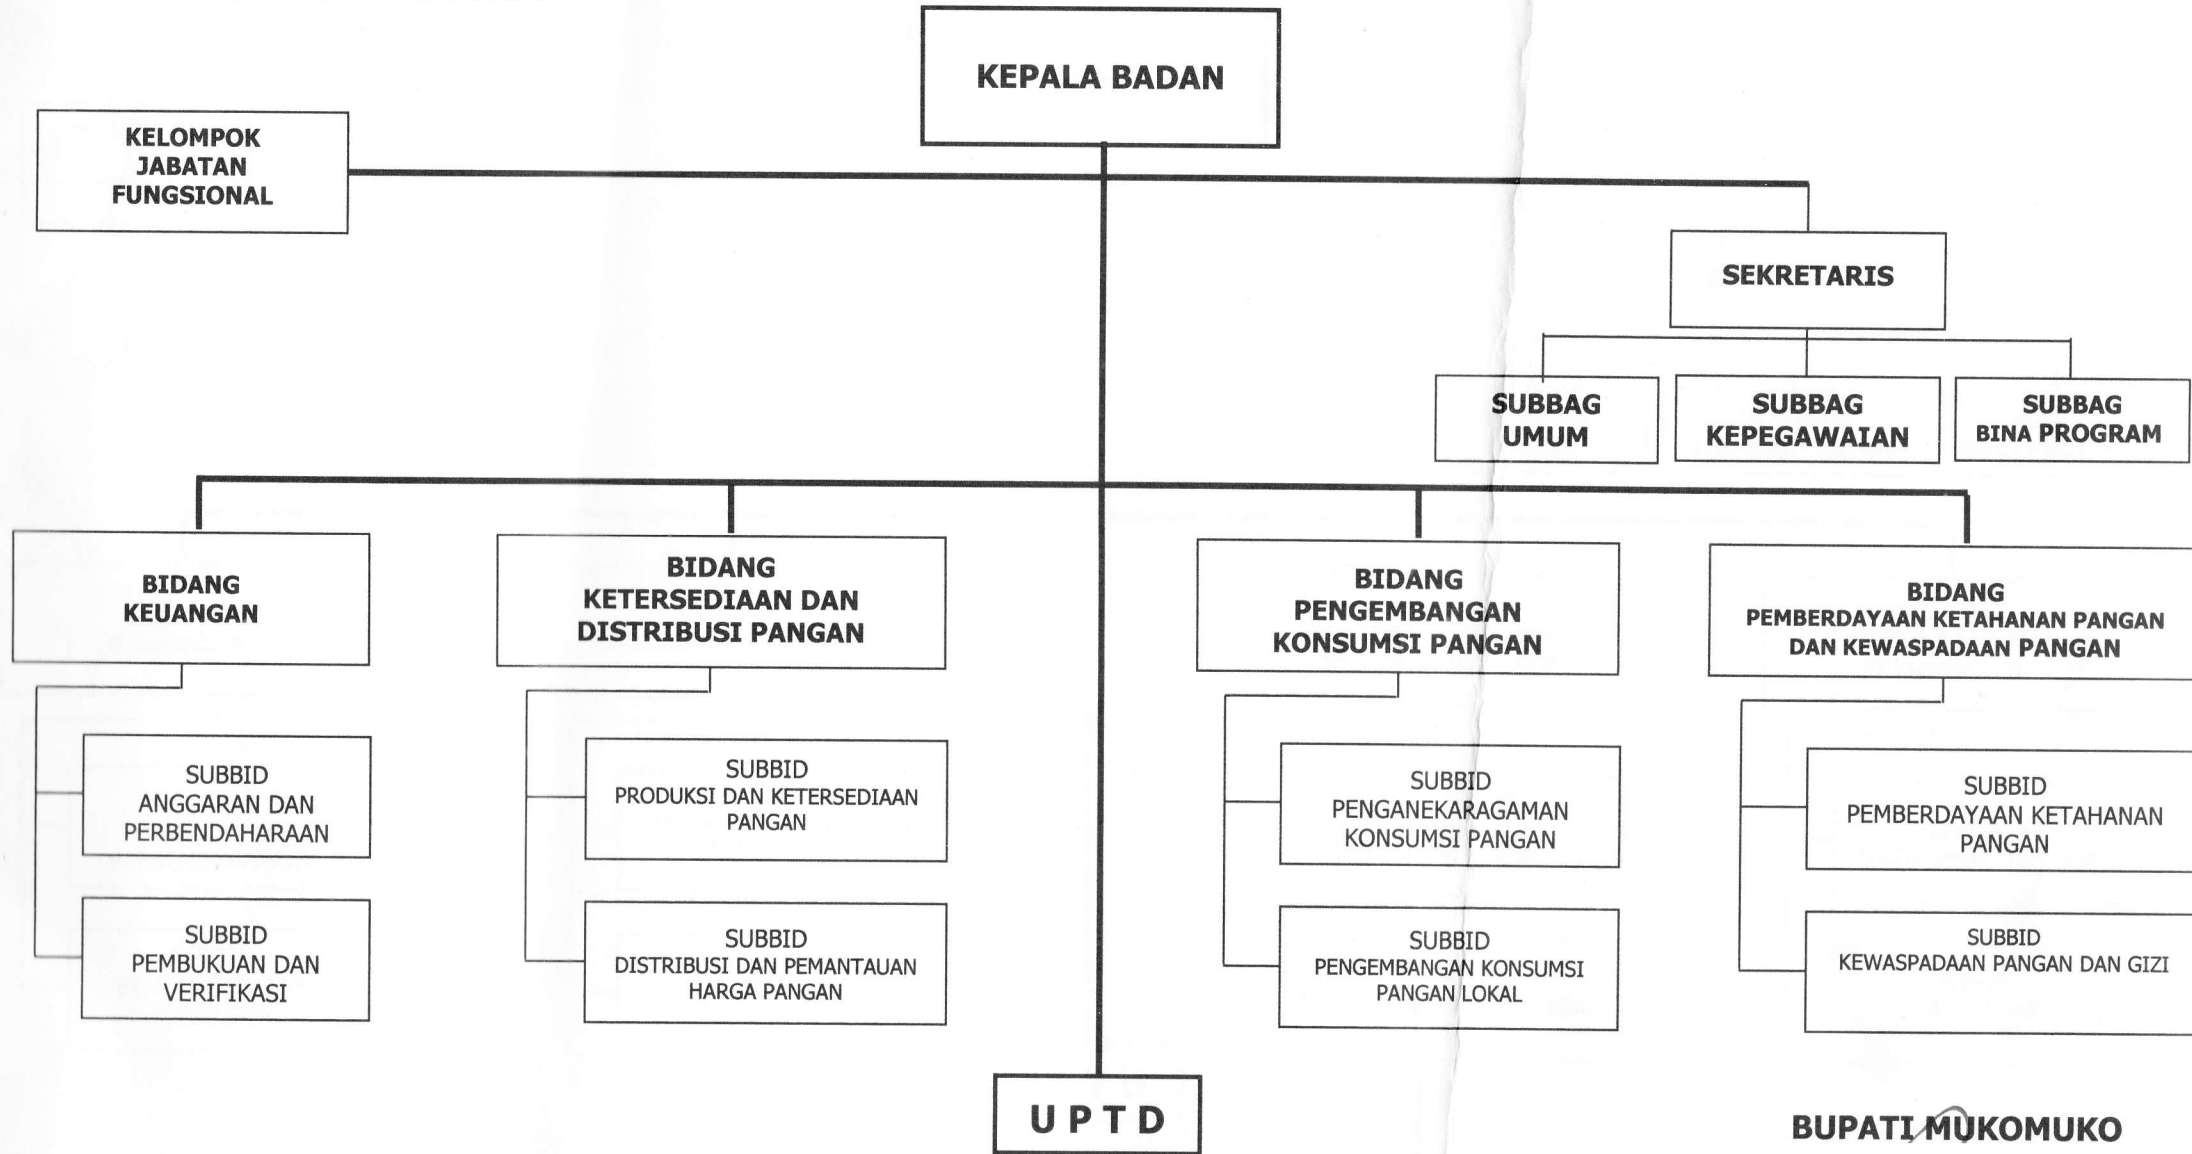 KEPALA BADAN
KELOMPOK
JABATAN
FUNGSIONAL
SEKRETARIS
SUBBAG
UMUM
SUBBAG
KEPEGAWAIAN
SUBBAG
BINA PROGRAM
BIDANG
KEUANGAN
BIDANG
KETERSEDIAAN DAN
DISTRIBUSI PANGAN
BIDANG
PENGEMBANGAN
KONSUMSI PANGAN
BIDANG
PEMBERDAYAAN KETAHANAN PANGAN
DAN KEWASPADAAN PANGAN
SUBBID
ANGGARAN DAN
PERBENDAHARAAN
SUBBID
PRODUKSI DAN KETERSEDIAAN
PANGAN
SUBBID
PENGANEKARAGAMAN
KONSUMSI PANGAN
SUBBID
PEMBERDAYAAN KETAHANAN
PANGAN
SUBBID
PEMBUKUAN DAN
VERIFIKASI
SUBBID
DISTRIBUSI DAN PEMANTAUAN
HARGA PANGAN
SUBBID
PENGEMBANGAN KONSUMSI
PANGAN LOKAL
SUBBID
KEWASPADAAN PANGAN DAN GIZI
U P T D
BUPATI MUKOMUKO